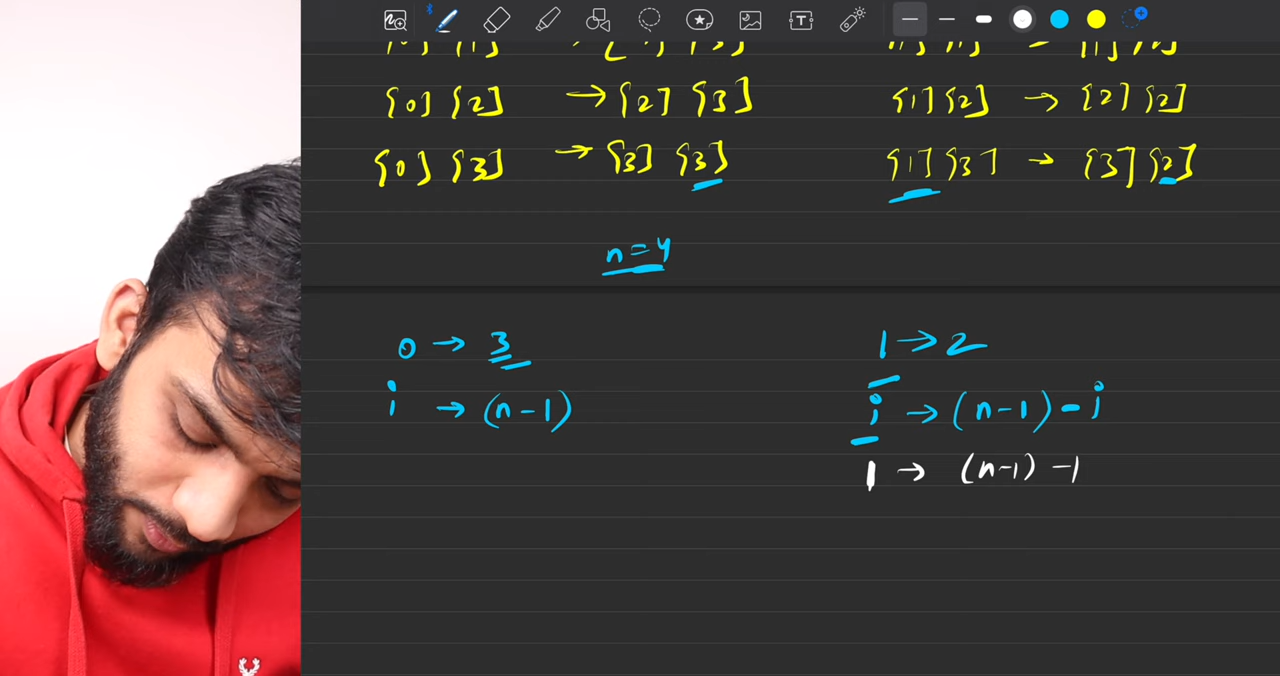 [0] [2] → [2] [3] [1] [2] → [2] [2]
[0] [3] → [3] [3] [1] [3] → [3] [2]
n=4
0 → 3 1 → 2
i → (n-1) i → (n-1) - i
1 → (n-1) -1